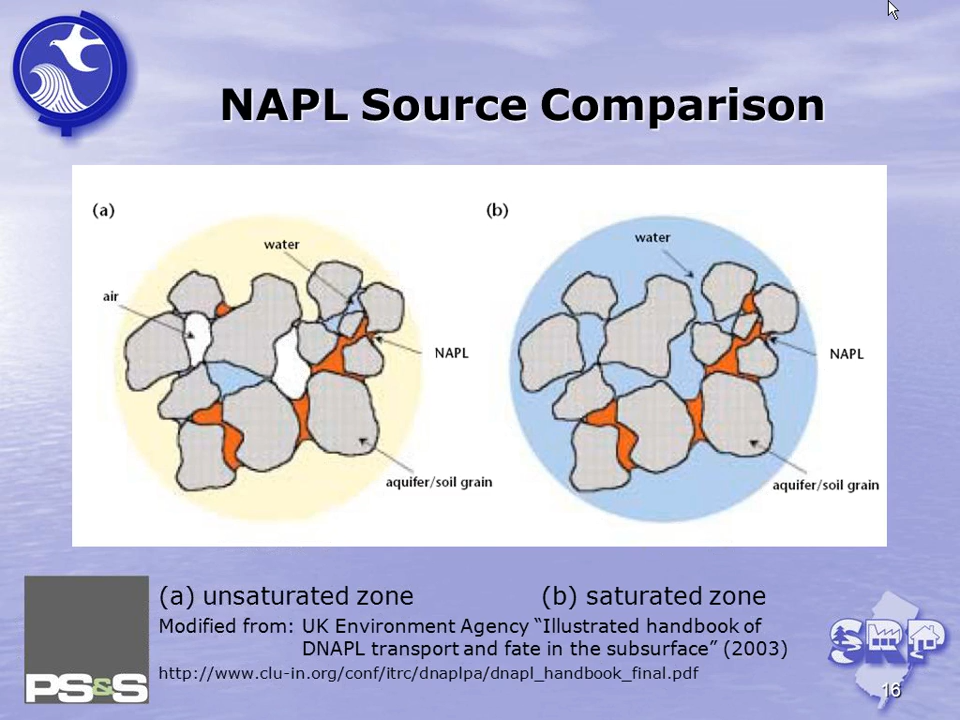 NAPL Source Comparison
(a)
water
air
NAPL
aquifer/soil grain
(b)
water
NAPL
aquifer/soil grain
(a) unsaturated zone
(b) saturated zone
Modified from: UK Environment Agency “Illustrated handbook of
DNAPL transport and fate in the subsurface” (2003)
http://www.clu-in.org/conf/itrc/dnaplpa/dnapl_handbook_final.pdf
PS&S
SRP
16